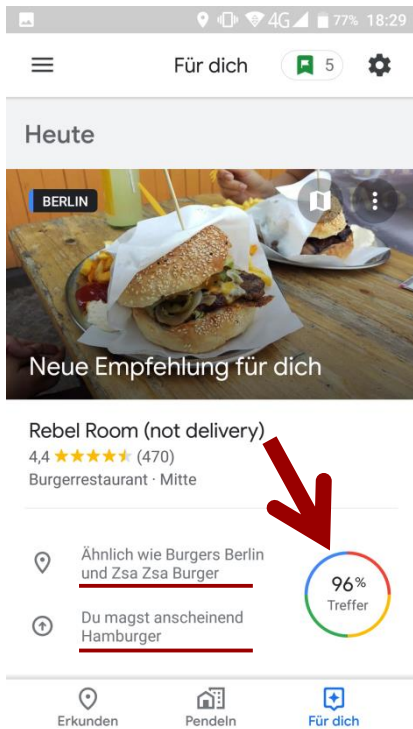 4G 77% 18:29
Für dich
5
Heute
BERLIN
Neue Empfehlung für dich
Rebel Room (not delivery)
4,4 (470)
Burgerrestaurant · Mitte
Ähnlich wie Burgers Berlin
und Zsa Zsa Burger
96%
Treffer
Du magst anscheinend
Hamburger
Erkunden
Pendeln
Für dich